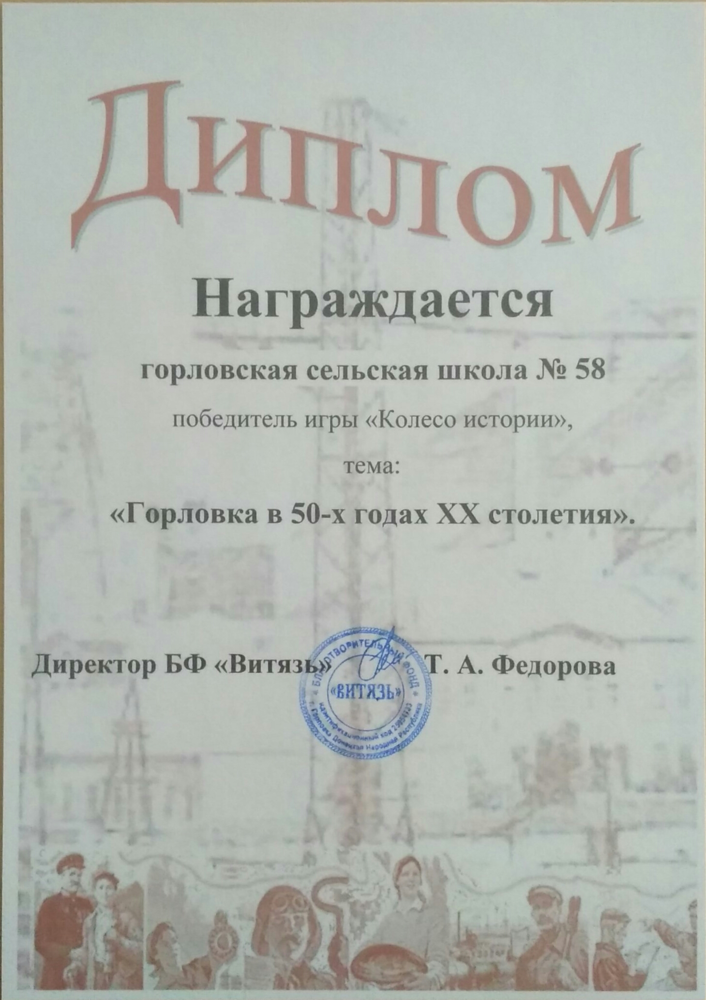 Диплом
Награждается
горловская сельская школа № 58
победитель игры «Колесо истории»,
тема:
«Горловка в 50-х годах XX столетия».
Директор БФ «Витязь» Т. А. Федорова
* БЛАГОТВОРИТЕЛЬНЫЙ ФОНД *
«ВИТЯЗЬ»
идентификационный код
г. Горловка Донецкая Народная Республика